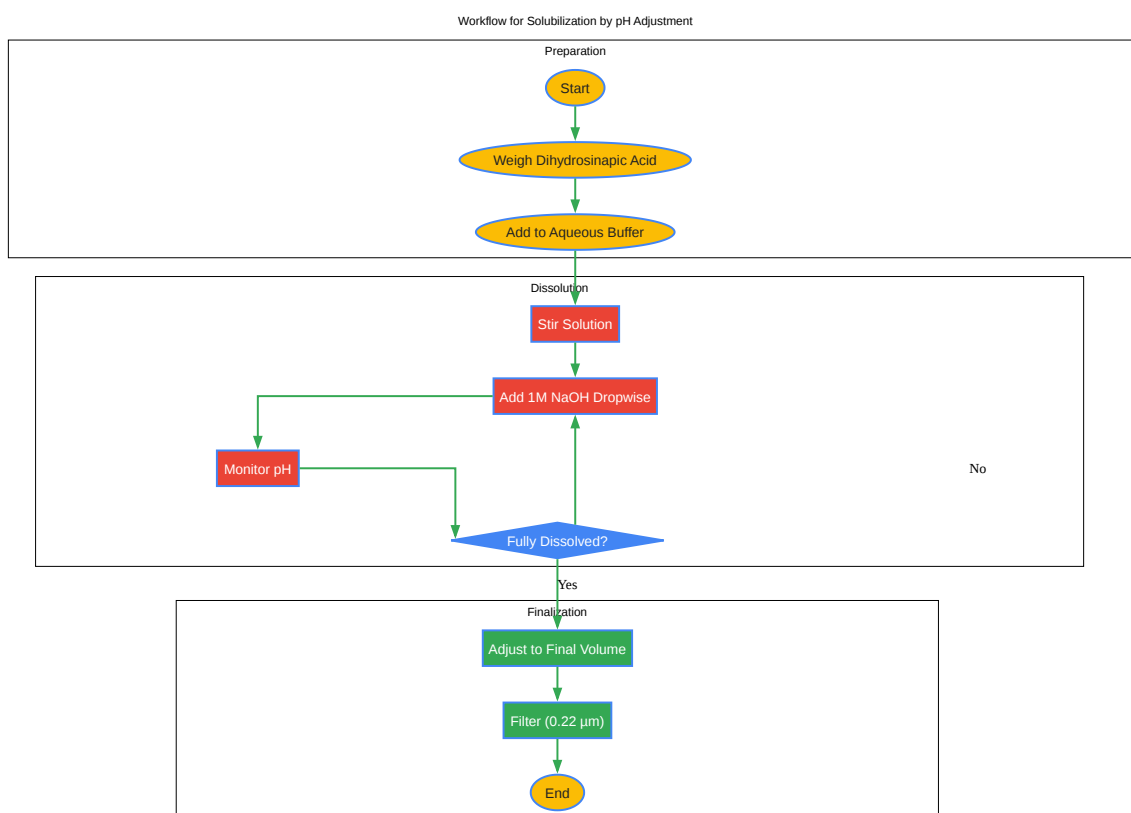 Workflow for Solubilization by pH Adjustment
Preparation
Start
Weigh Dihydrosinapic Acid
Add to Aqueous Buffer
Dissolution
Stir Solution
Add 1M NaOH Dropwise
Monitor pH
No
Fully Dissolved?
Yes
Finalization
Adjust to Final Volume
Filter (0.22 µm)
End